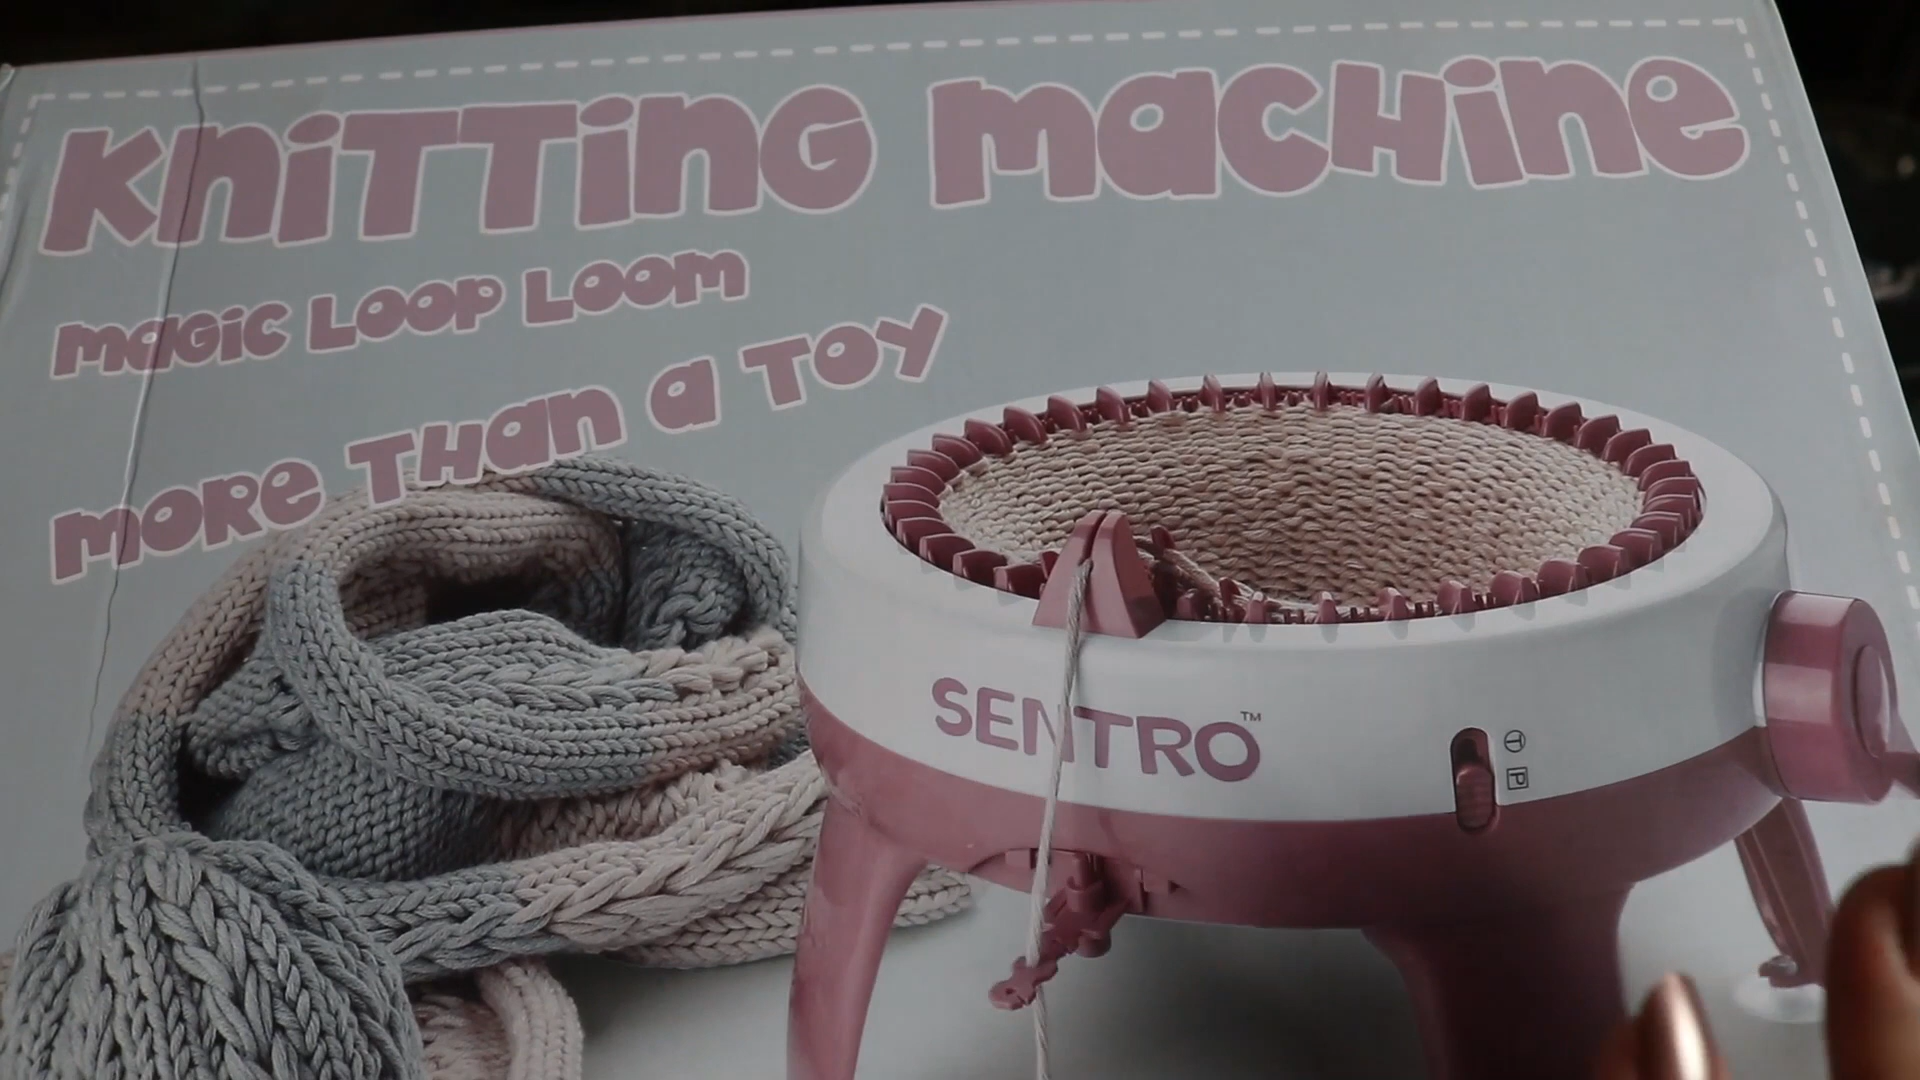 KniTTinG machine
magic Loop Loom
more THan a Toy
SENTRO™
T
P